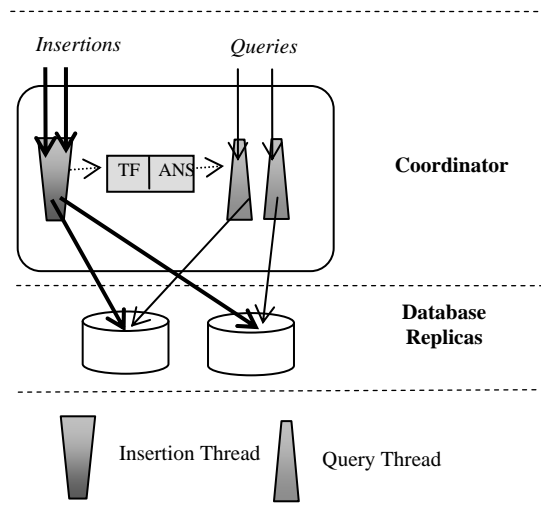 Insertions
Queries
TF
ANS
Coordinator
Database
Replicas
Insertion Thread
Query Thread